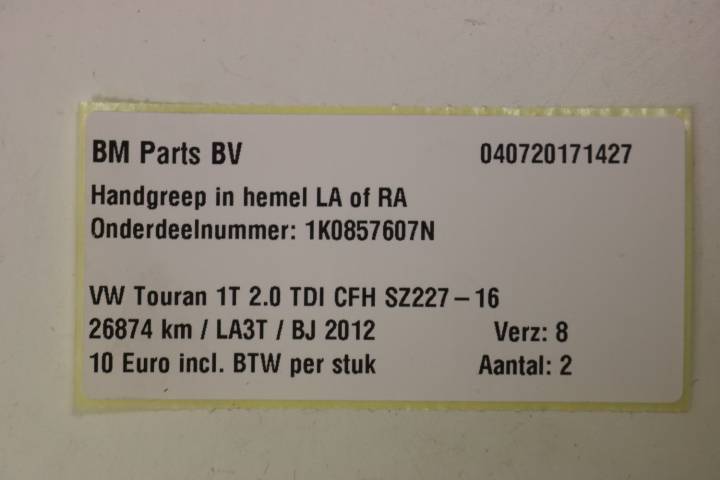 BM Parts BV 040720171427
Handgreep in hemel LA of RA
Onderdeelnummer: 1K0857607N
VW Touran 1T 2.0 TDI CFH SZ227-16
26874 km / LA3T / BJ 2012 Verz: 8
10 Euro incl. BTW per stuk Aantal: 2